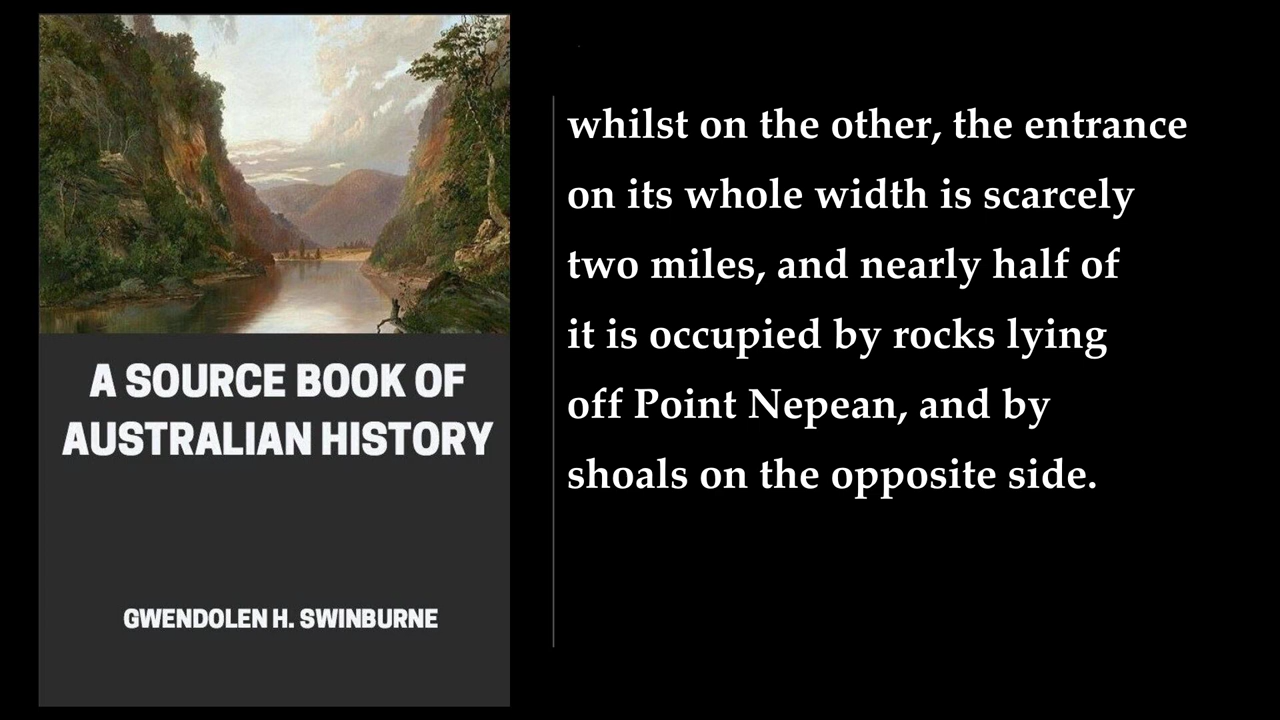 A SOURCE BOOK OF
AUSTRALIAN HISTORY
GWENDOLEN H. SWINBURNE
whilst on the other, the entrance
on its whole width is scarcely
two miles, and nearly half of
it is occupied by rocks lying
off Point Nepean, and by
shoals on the opposite side.